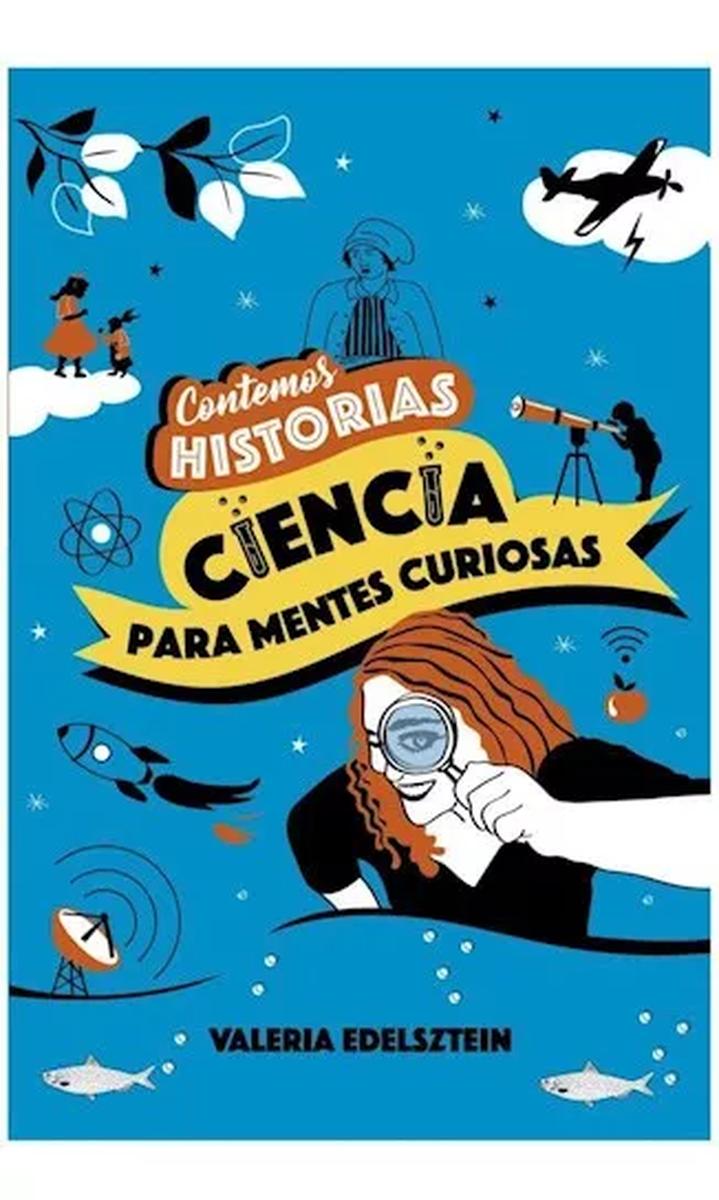 Contemos
HISTORIAS
CIENCIA
PARA MENTES CURIOSAS
VALERIA EDELSZTEIN